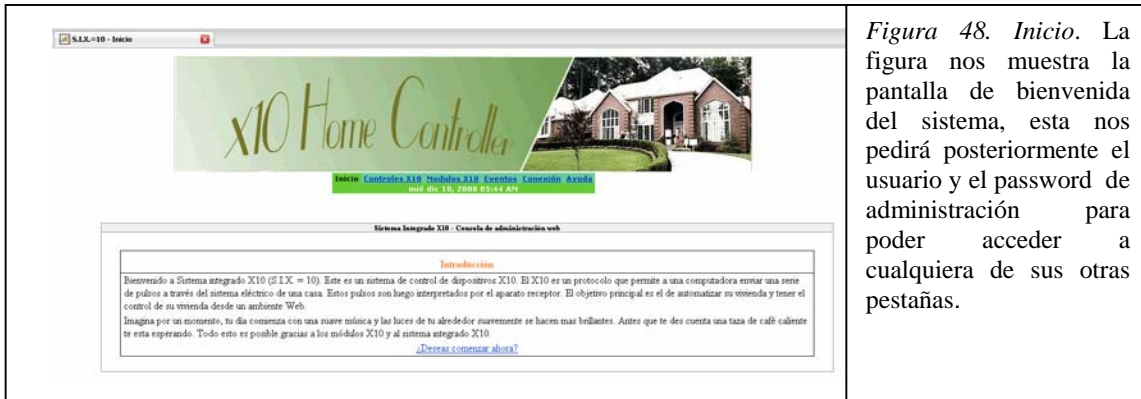 S.I.X.=10 - Inicio
x10 Home Controller
Inicio Controles X10 Modulos X10 Eventos Conexión Ayuda
mié dic 10, 2008 05:44 AM
Sistema Integrado X10 - Consola de administración web
Introducción
Bienvenido a Sistema integrado X10 (S.I.X. = 10). Este es un sistema de control de dispositivos X10. El X10 es un protocolo que permite a una computadora enviar una serie
de pulsos a través del sistema eléctrico de una casa. Estos pulsos son luego interpretados por el aparato receptor. El objetivo principal es el de automatizar su vivienda y tener el
control de su vivienda desde un ambiente Web.
Imagina por un momento, tu día comienza con una suave música y las luces de tu alrededor suavemente se hacen mas brillantes. Antes que te des cuenta una taza de café caliente
te esta esperando. Todo esto es posible gracias a los módulos X10 y al sistema integrado X10.
¿Deseas comenzar ahora?
Figura 48. Inicio. La
figura nos muestra la
pantalla de bienvenida
del sistema, esta nos
pedirá posteriormente el
usuario y el password de
administración para
poder acceder a
cualquiera de sus otras
pestañas.